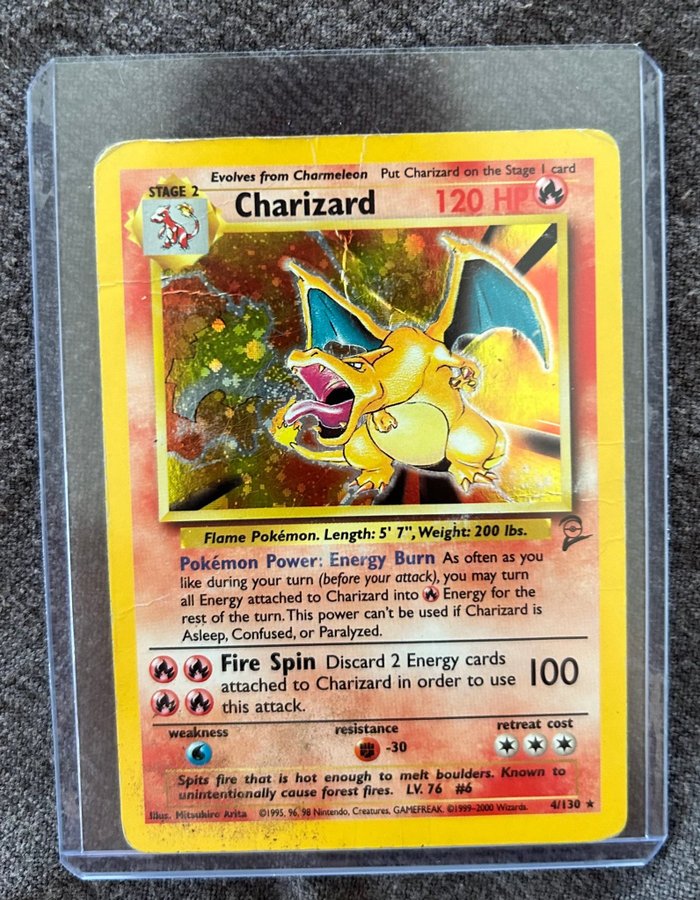 Evolves from Charmeleon Put Charizard on the Stage 1 card
STAGE 2
Charizard 120 HP
Flame Pokémon. Length: 5' 7", Weight: 200 lbs.
Pokémon Power: Energy Burn As often as you
like during your turn (before your attack), you may turn
all Energy attached to Charizard into Energy for the
rest of the turn. This power can't be used if Charizard is
Asleep, Confused, or Paralyzed.
Fire Spin Discard 2 Energy cards
attached to Charizard in order to use
this attack.
100
weakness resistance retreat cost
-30
Spits fire that is hot enough to melt boulders. Known to
unintentionally cause forest fires. LV. 76 #6
Illus. Mitsuhiro Arita ©1995, 96, 98 Nintendo, Creatures, GAMEFREAK. ©1999-2000 Wizards. 4/130 ★